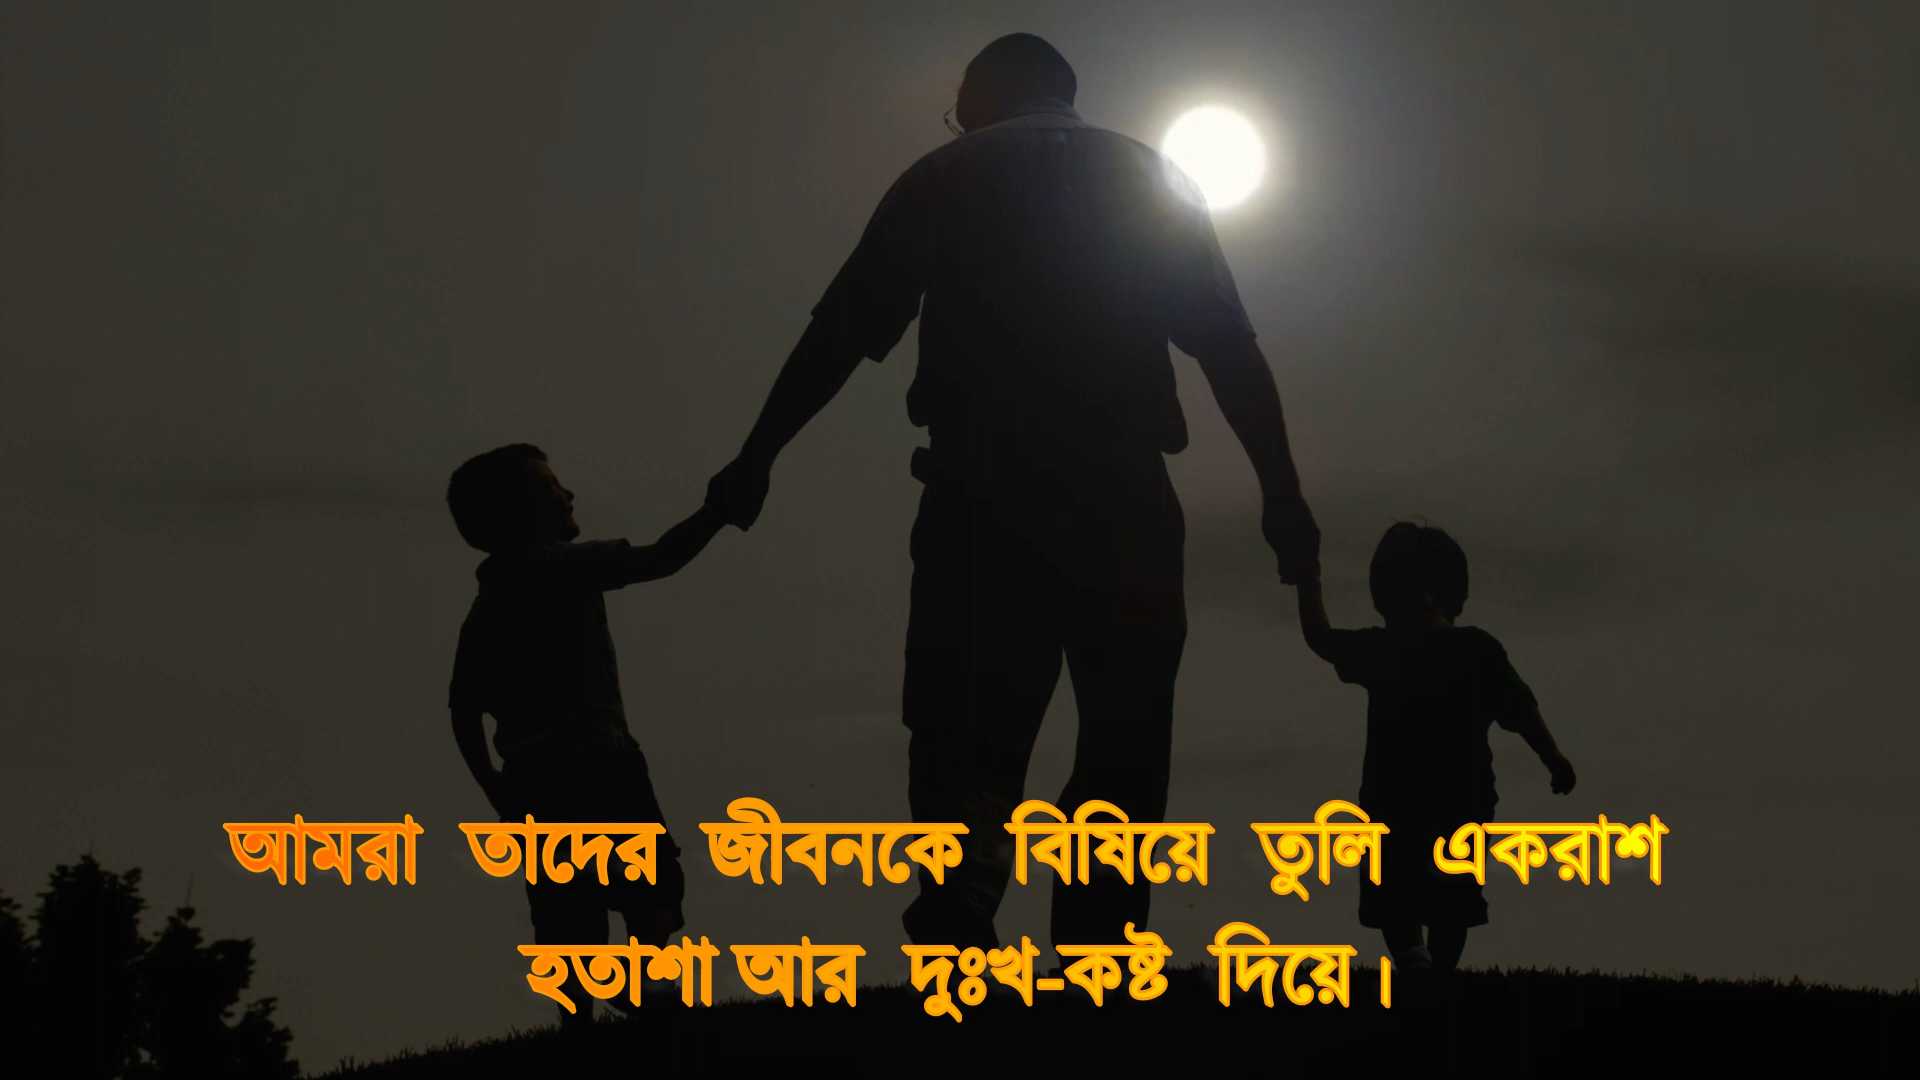 আমরা তাদের জীবনকে বিষিয়ে তুলি একরাশ
হতাশা আর দুঃখ-কষ্ট দিয়ে।